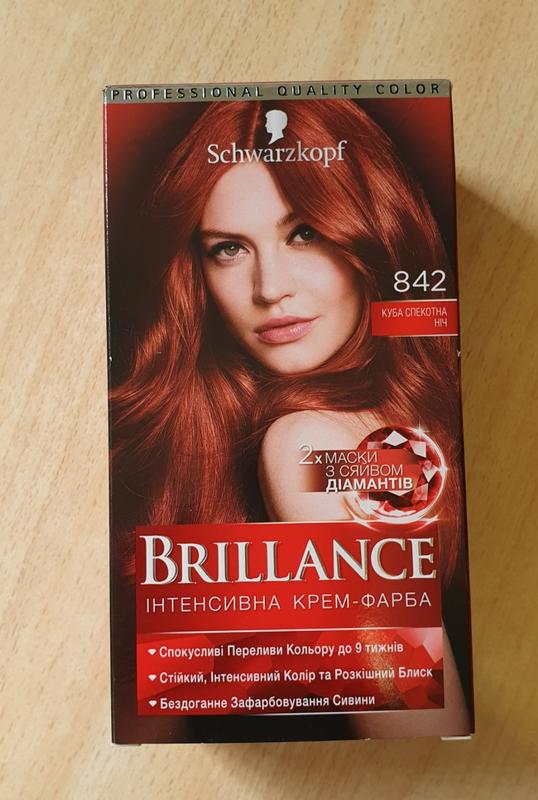 PROFESSIONAL QUALITY COLOR
Schwarzkopf
842
КУБА СПЕКОТНА
НІЧ
2x МАСКИ
З СЯЙВОМ
ДІАМАНТІВ
BRILLANCE
ІНТЕНСИВНА КРЕМ-ФАРБА
Спокусливі Переливи Кольору до 9 тижнів
Стійкий, Інтенсивний Колір та Розкішний Блиск
Бездоганне Зафарбовування Сивини